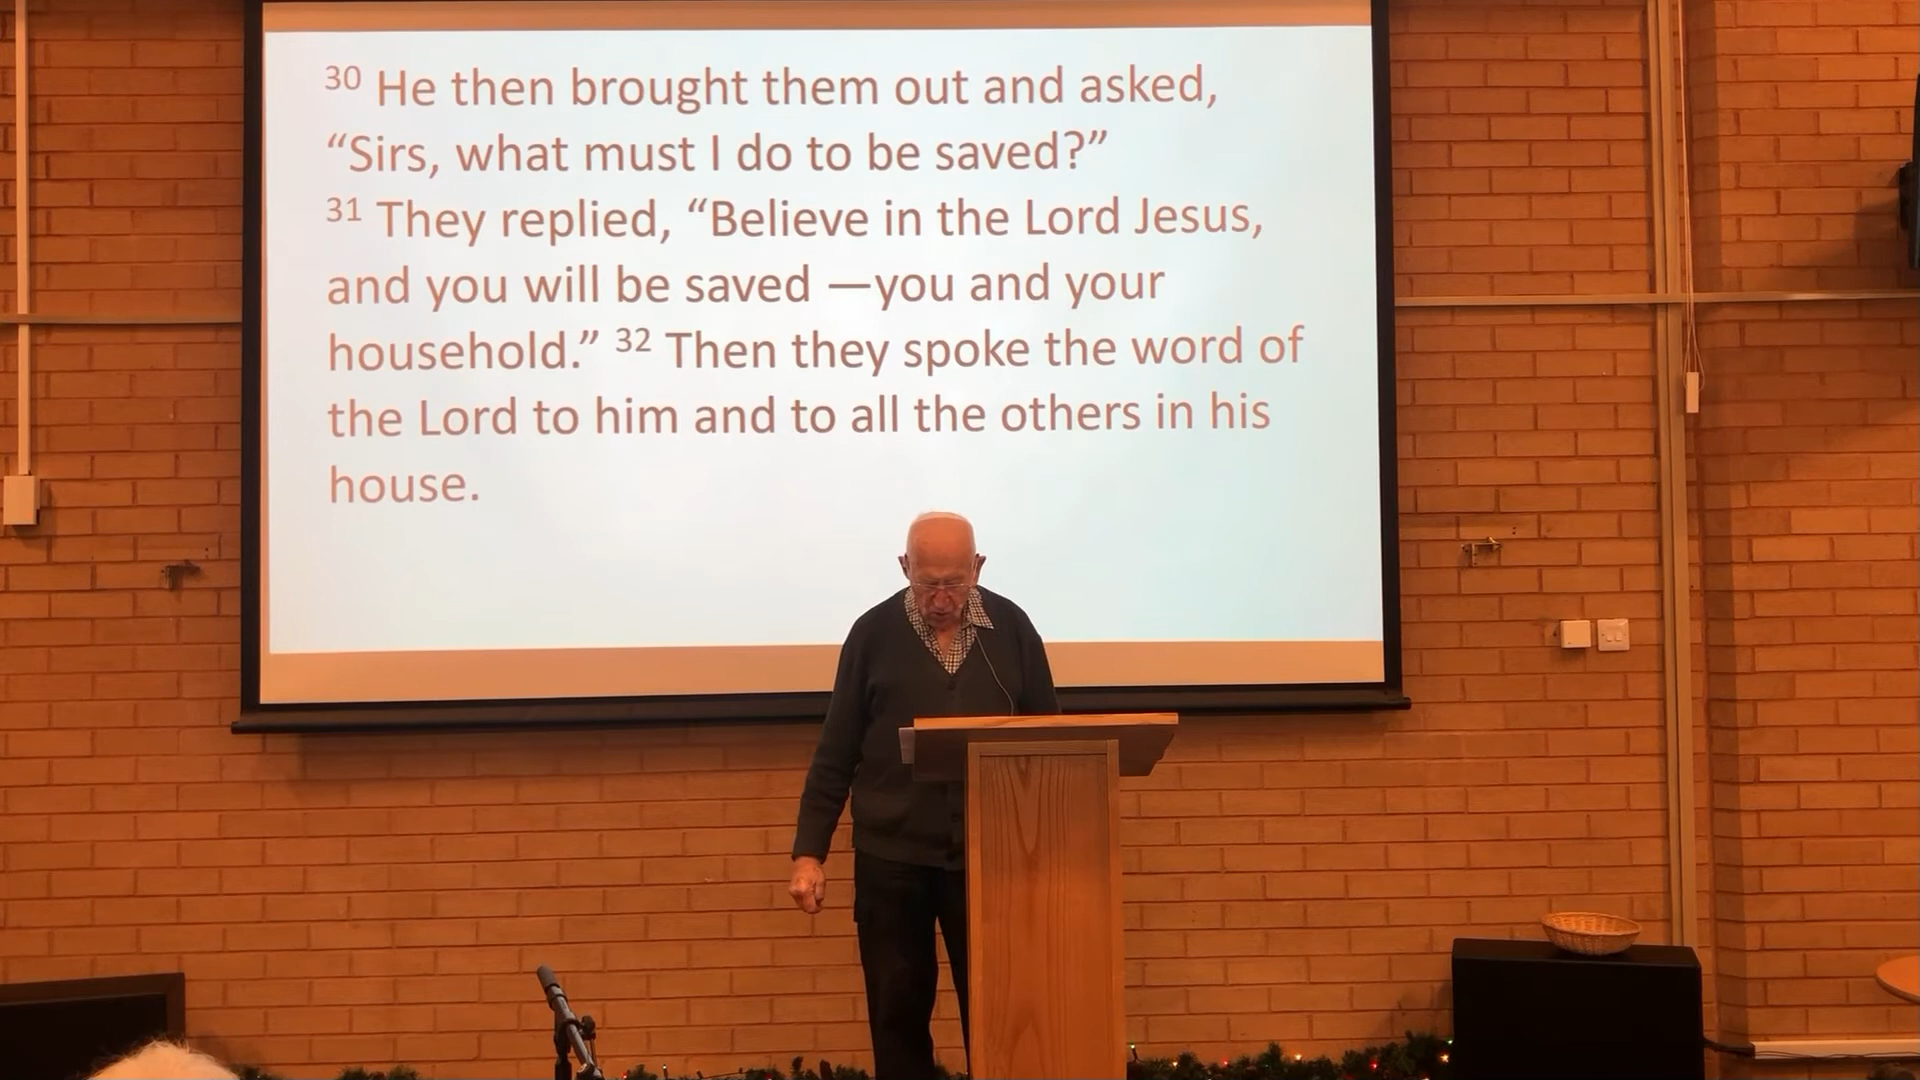 30 He then brought them out and asked,
“Sirs, what must I do to be saved?”
31 They replied, “Believe in the Lord Jesus,
and you will be saved —you and your
household.” 32 Then they spoke the word of
the Lord to him and to all the others in his
house.